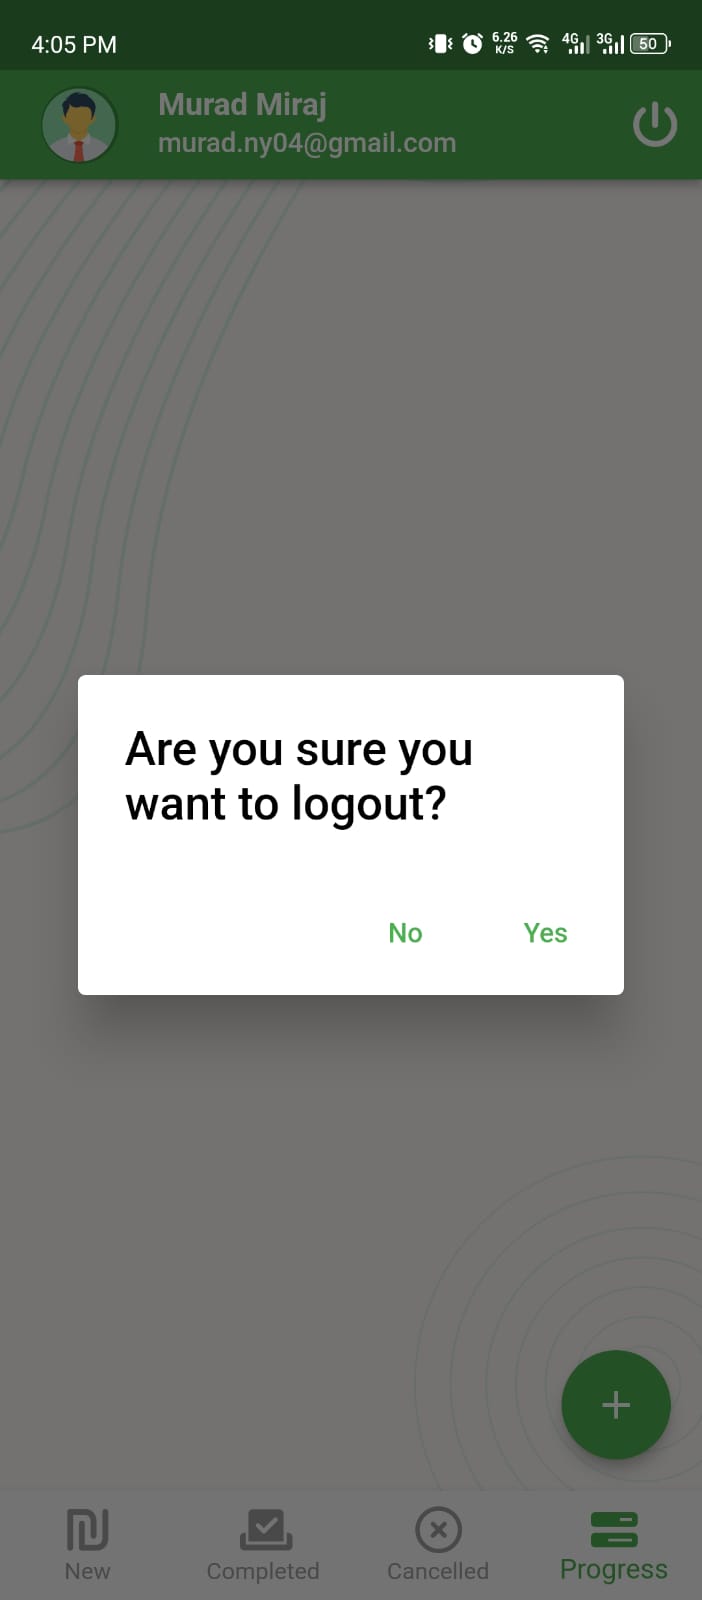 4:05 PM
6.26
K/S
4G
3G
50
Murad Miraj
murad.ny04@gmail.com
Are you sure you
want to logout?
No
Yes
New
Completed
Cancelled
Progress